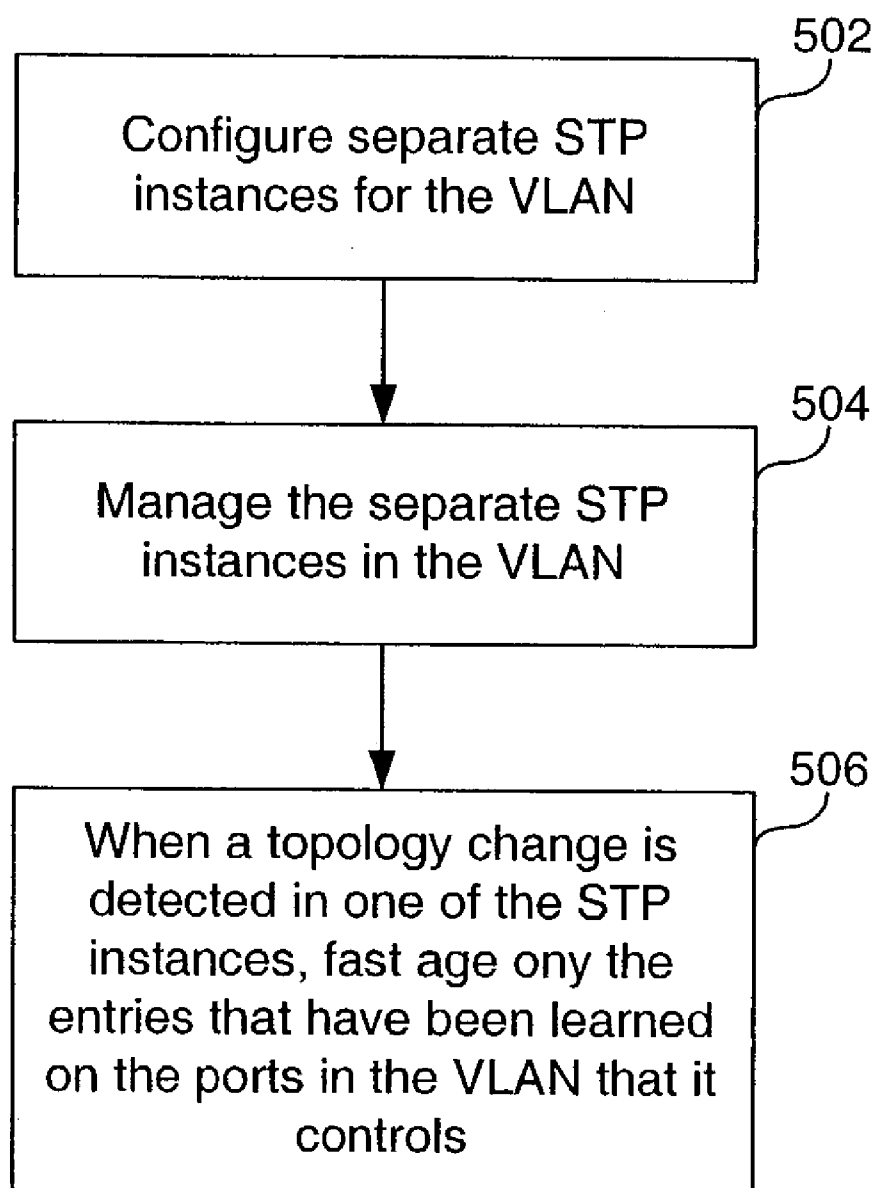 502
Configure separate STP
instances for the VLAN
504
Manage the separate STP
instances in the VLAN
506
When a topology change is
detected in one of the STP
instances, fast age ony the
entries that have been learned
on the ports in the VLAN that it
controls